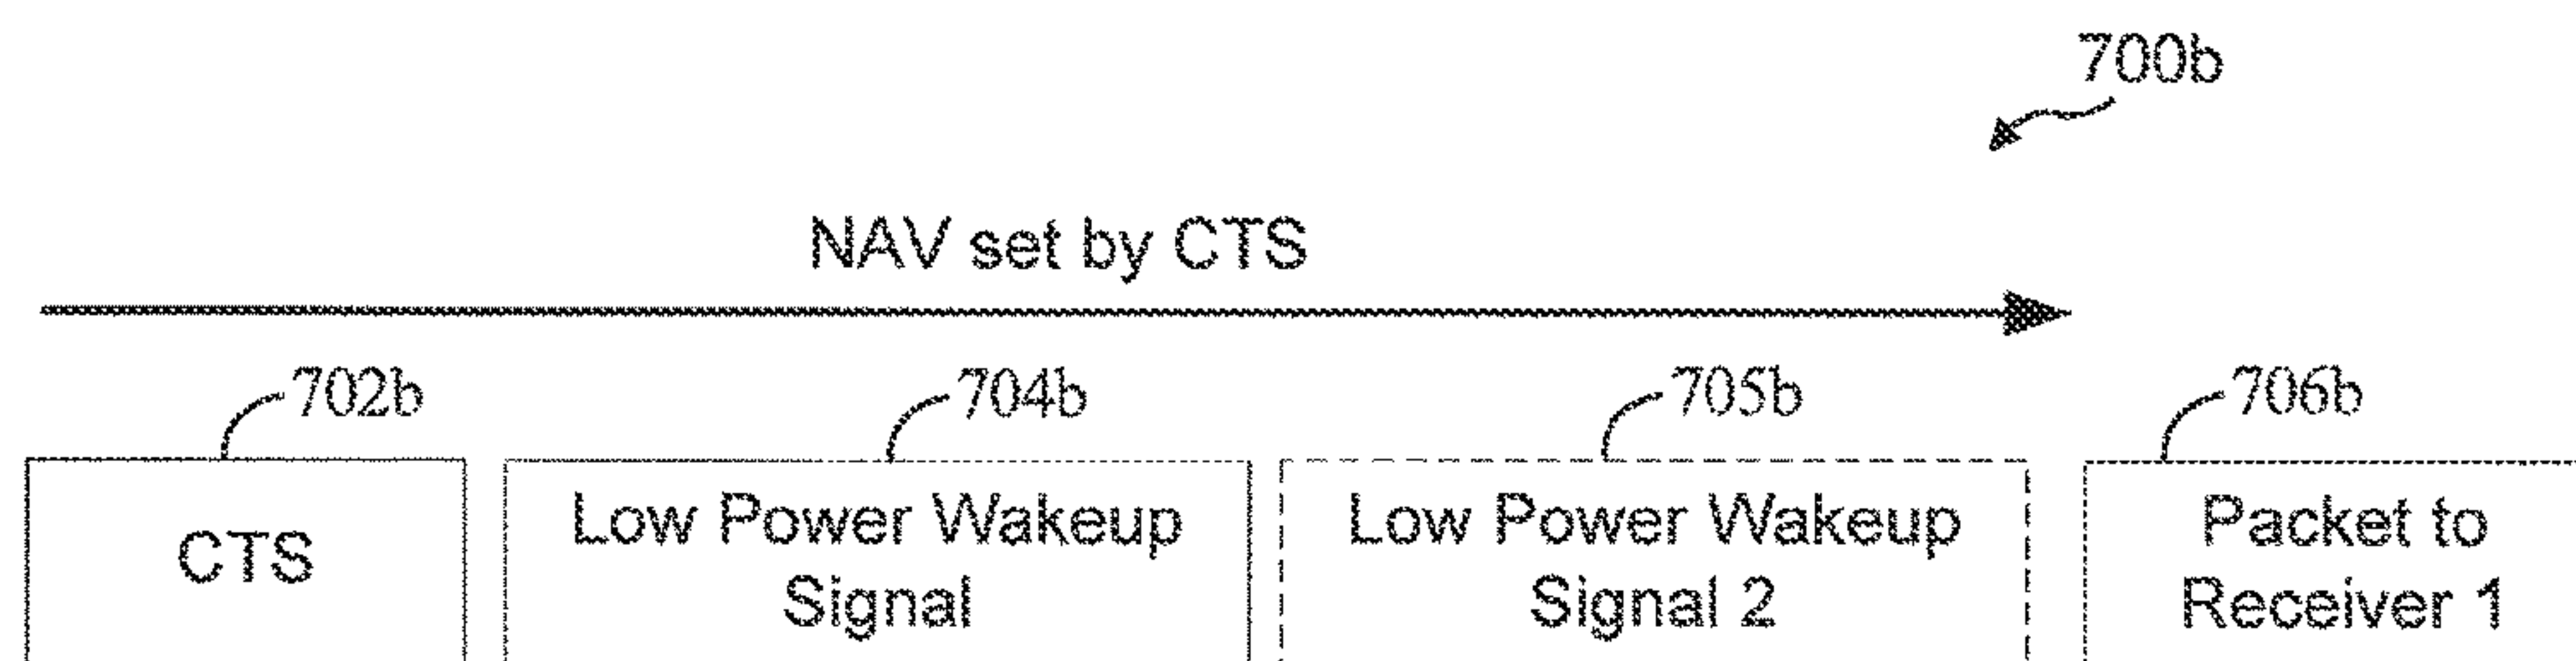 700b
NAV set by CTS
702b
704b
705b
706b
CTS
Low Power Wakeup
Signal
Low Power Wakeup
Signal 2
Packet to
Receiver 1